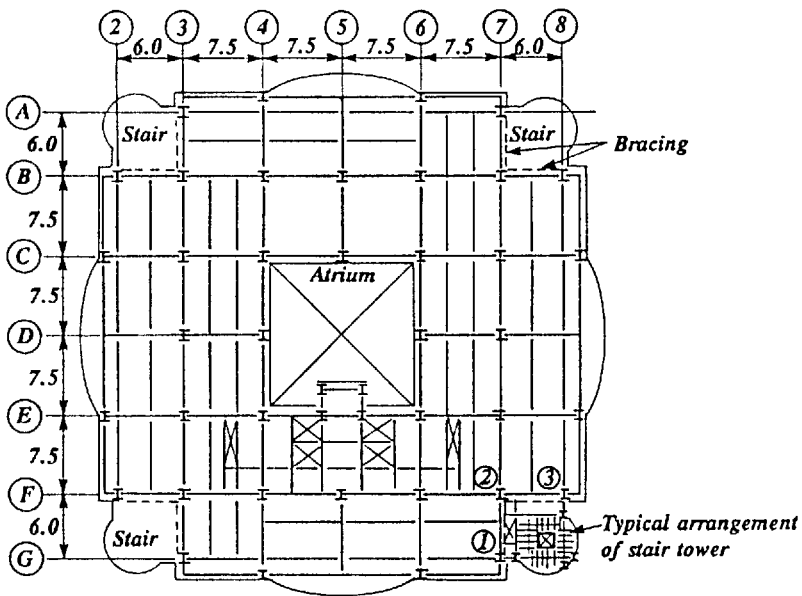 2 3 4 5 6 7 8
6.0 7.5 7.5 7.5 7.5 6.0
A
Stair
Stair
6.0
Bracing
B
7.5
C
Atrium
7.5
D
7.5
E
7.5
2 3
F
6.0
Stair
1
Typical arrangement
of stair tower
G